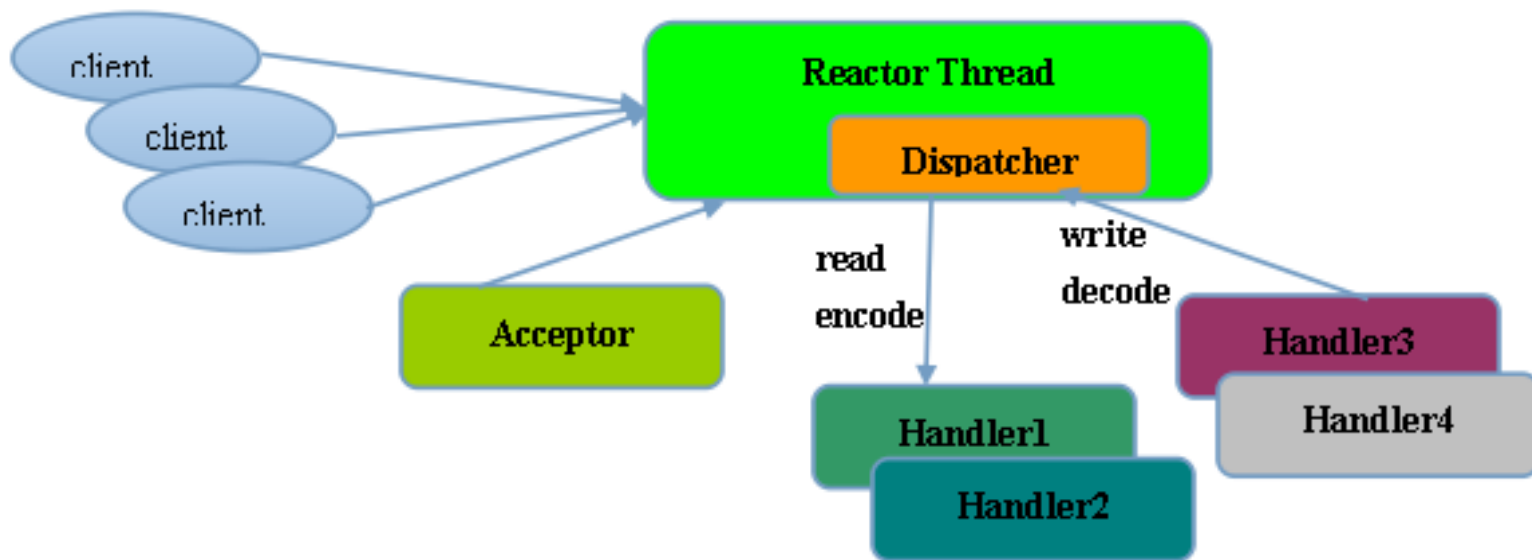 client
client
client
Reactor Thread
Dispatcher
read
encode
write
decode
Acceptor
Handler1
Handler2
Handler3
Handler4